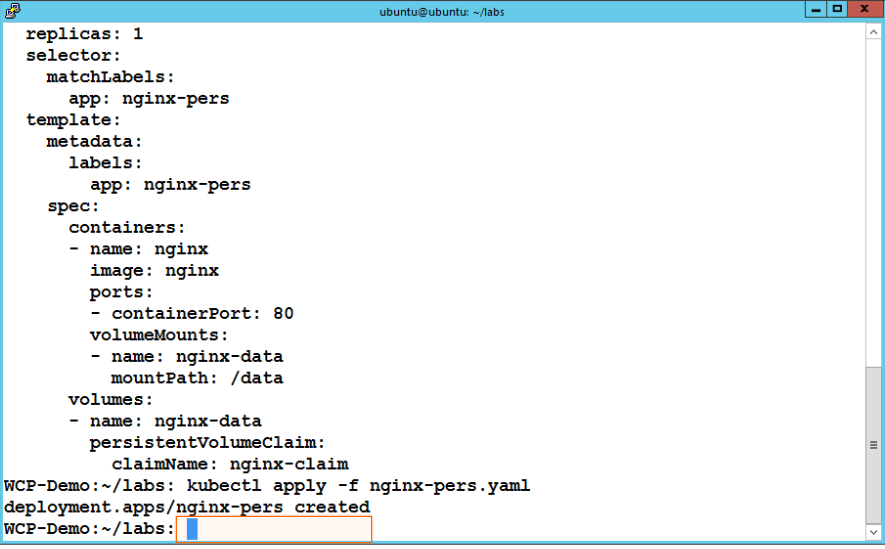 ubuntu@ubuntu: ~/labs
  replicas: 1
  selector:
    matchLabels:
      app: nginx-pers
  template:
    metadata:
      labels:
        app: nginx-pers
    spec:
      containers:
      - name: nginx
        image: nginx
        ports:
        - containerPort: 80
        volumeMounts:
        - name: nginx-data
          mountPath: /data
      volumes:
      - name: nginx-data
        persistentVolumeClaim:
          claimName: nginx-claim
WCP-Demo:~/labs: kubectl apply -f nginx-pers.yaml
deployment.apps/nginx-pers created
WCP-Demo:~/labs: